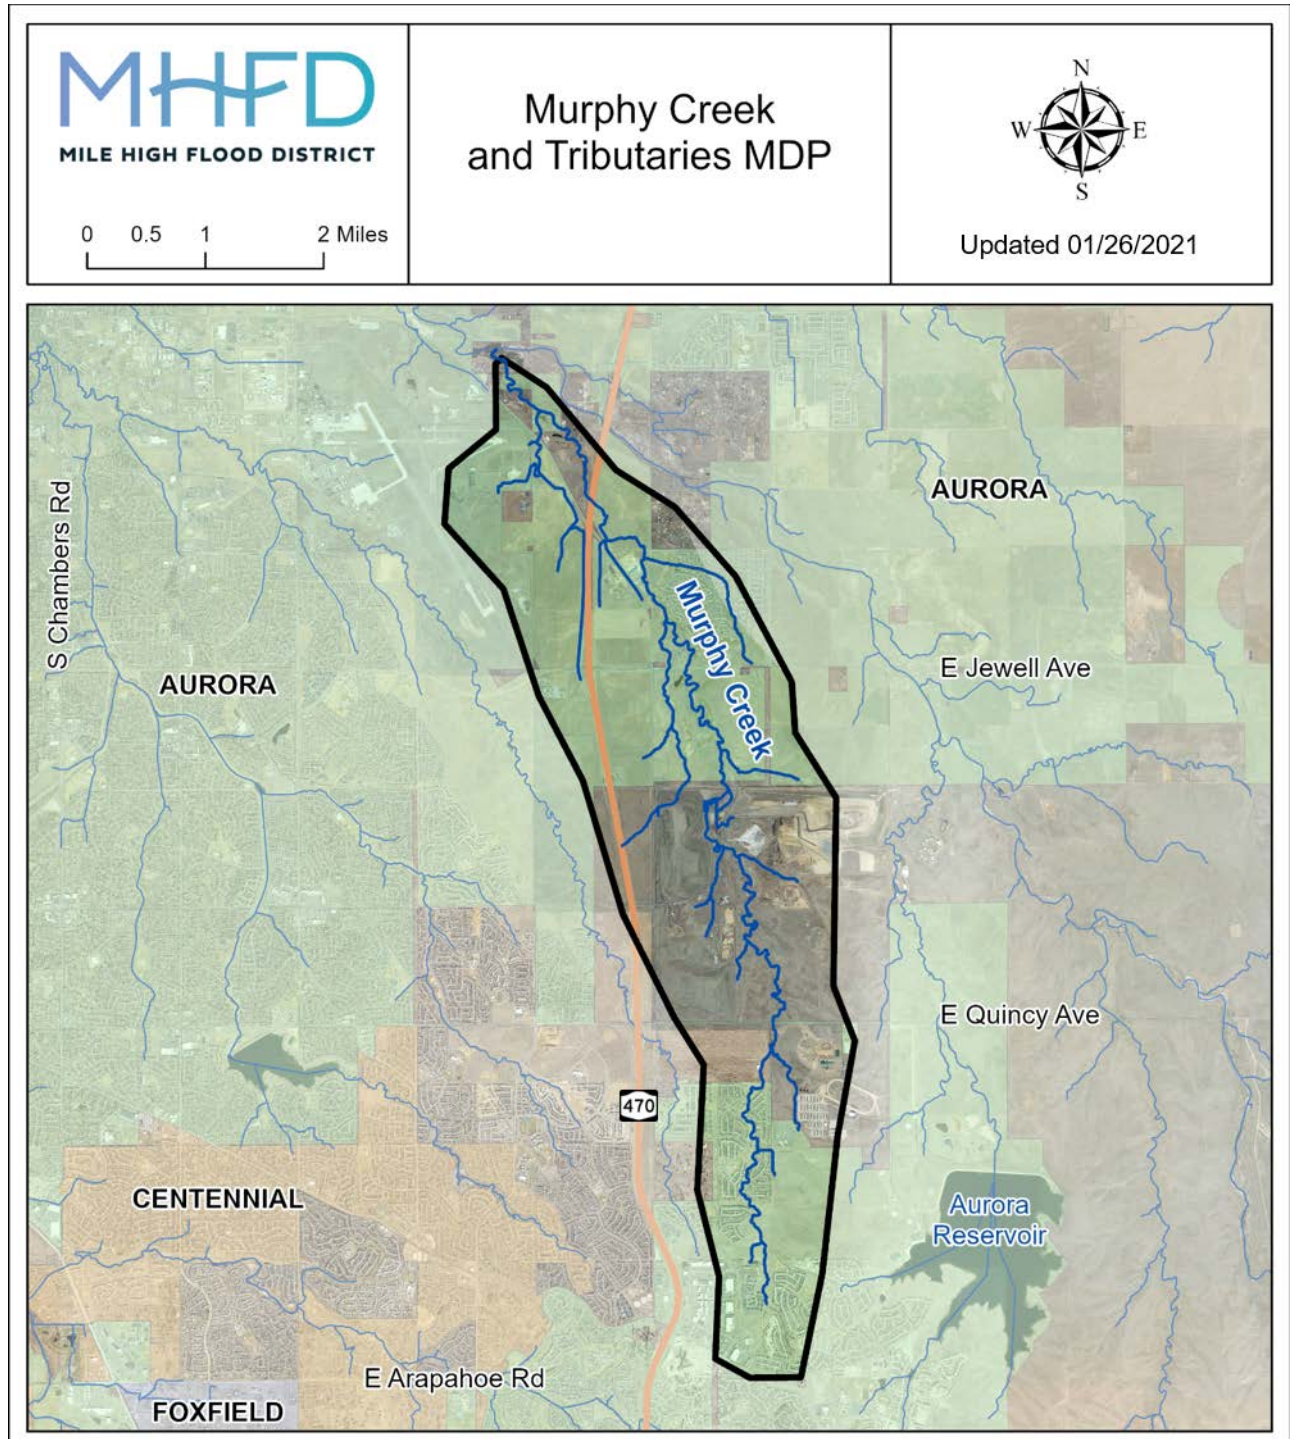 MHFD
MILE HIGH FLOOD DISTRICT
0 0.5 1 2 Miles
Murphy Creek
and Tributaries MDP
N
W E
S
Updated 01/26/2021
S Chambers Rd
AURORA
AURORA
Murphy Creek
E Jewell Ave
E Quincy Ave
470
CENTENNIAL
Aurora
Reservoir
E Arapahoe Rd
FOXFIELD